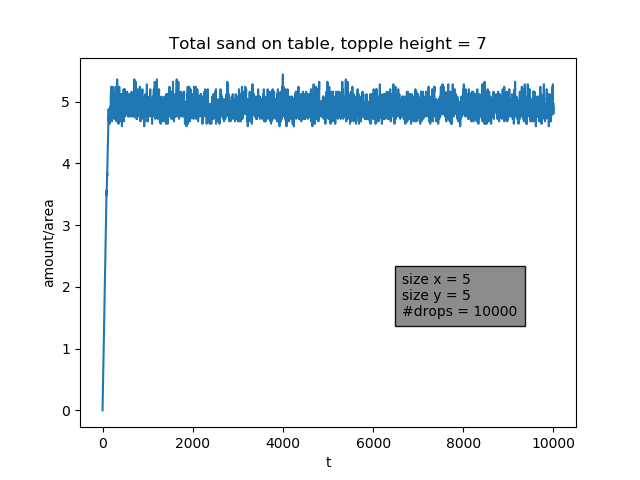 Total sand on table, topple height = 7
5
4
3
2
1
0
amount/area
size x = 5
size y = 5
#drops = 10000
0 2000 4000 6000 8000 10000
t